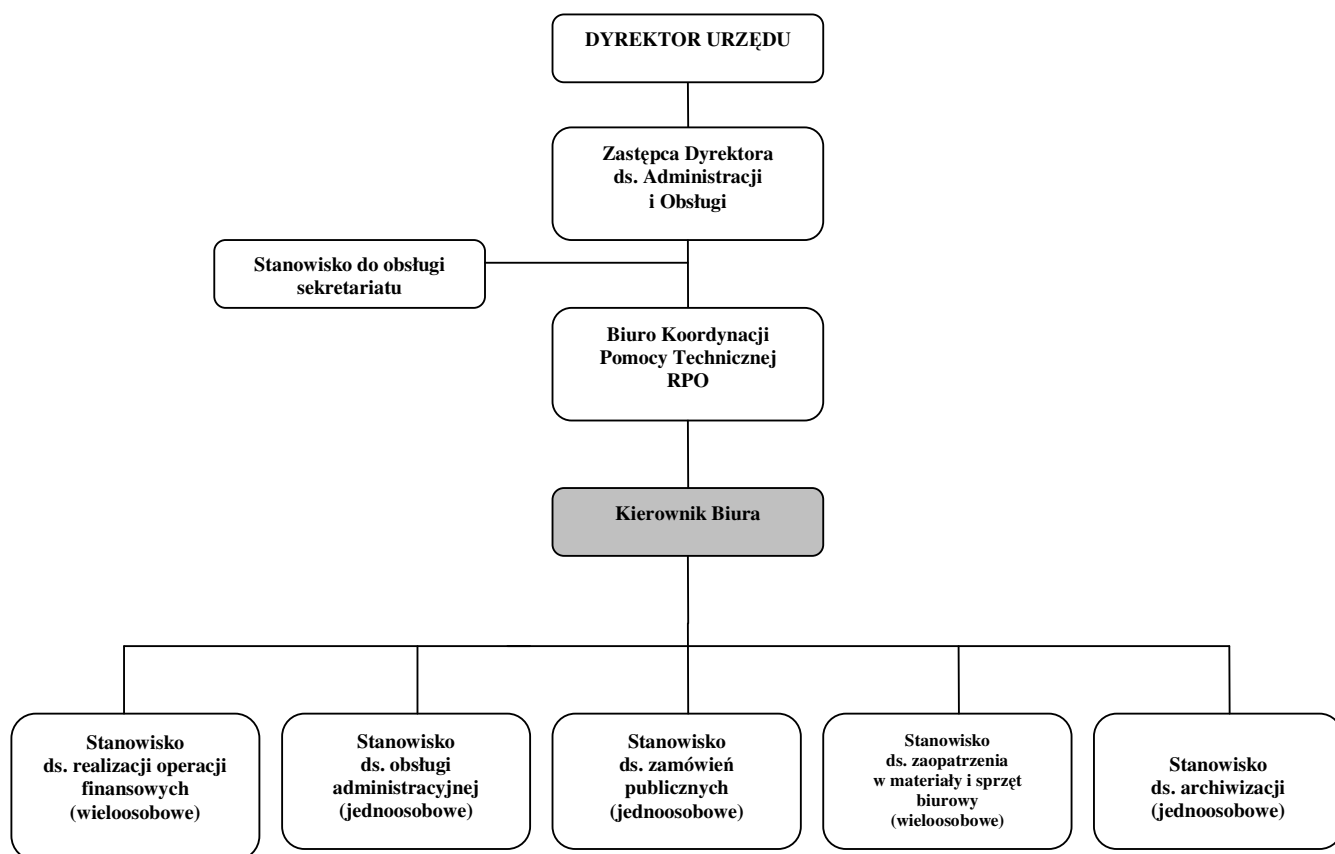 DYREKTOR URZĘDU
Zastępca Dyrektora
ds. Administracji
i Obsługi
Stanowisko do obsługi
sekretariatu
Biuro Koordynacji
Pomocy Technicznej
RPO
Kierownik Biura
Stanowisko
ds. realizacji operacji
finansowych
(wieloosobowe)
Stanowisko
ds. obsługi
administracyjnej
(jednoosobowe)
Stanowisko
ds. zamówień
publicznych
(jednoosobowe)
Stanowisko
ds. zaopatrzenia
w materiały i sprzęt
biurowy
(wieloosobowe)
Stanowisko
ds. archiwizacji
(jednoosobowe)